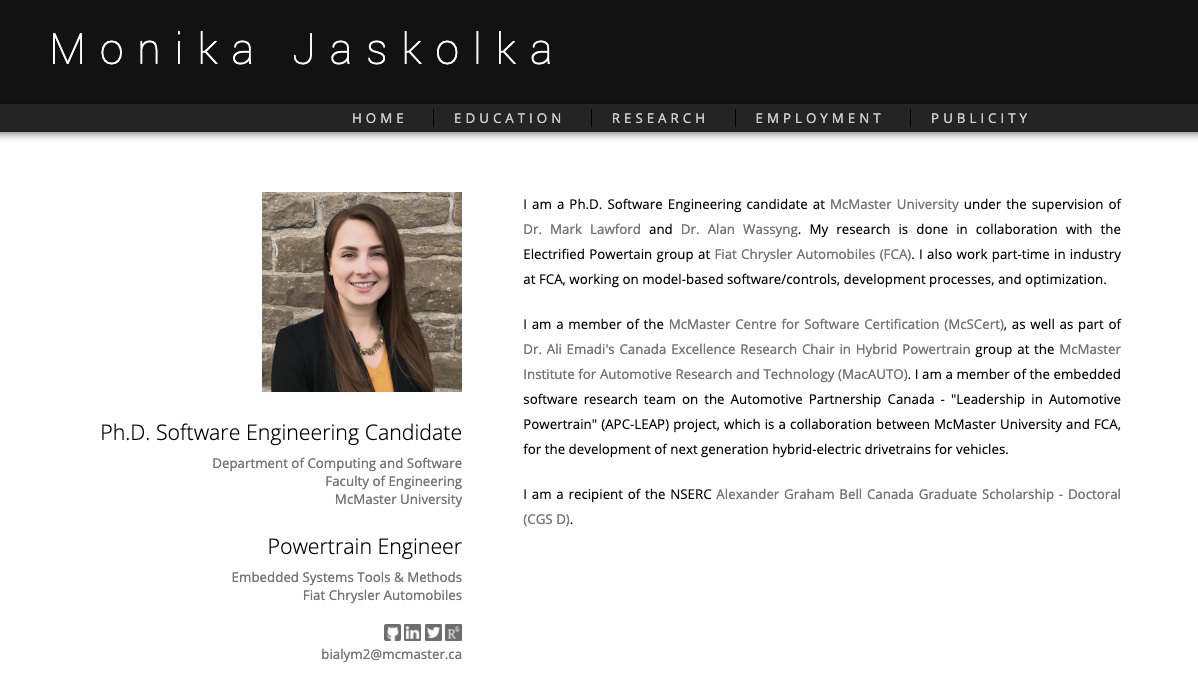 Monika Jaskolka
HOME
EDUCATION
RESEARCH
EMPLOYMENT
PUBLICITY
Ph.D. Software Engineering Candidate
Department of Computing and Software
Faculty of Engineering
McMaster University
Powertrain Engineer
Embedded Systems Tools & Methods
Fiat Chrysler Automobiles
in
R⁶
bialym2@mcmaster.ca
I am a Ph.D. Software Engineering candidate at McMaster University under the supervision of
Dr. Mark Lawford and Dr. Alan Wassyng. My research is done in collaboration with the
Electrified Powertain group at Fiat Chrysler Automobiles (FCA). I also work part-time in industry
at FCA, working on model-based software/controls, development processes, and optimization.
I am a member of the McMaster Centre for Software Certification (McSCert), as well as part of
Dr. Ali Emadi's Canada Excellence Research Chair in Hybrid Powertrain group at the McMaster
Institute for Automotive Research and Technology (MacAUTO). I am a member of the embedded
software research team on the Automotive Partnership Canada - "Leadership in Automotive
Powertrain" (APC-LEAP) project, which is a collaboration between McMaster University and FCA,
for the development of next generation hybrid-electric drivetrains for vehicles.
I am a recipient of the NSERC Alexander Graham Bell Canada Graduate Scholarship - Doctoral
(CGS D).